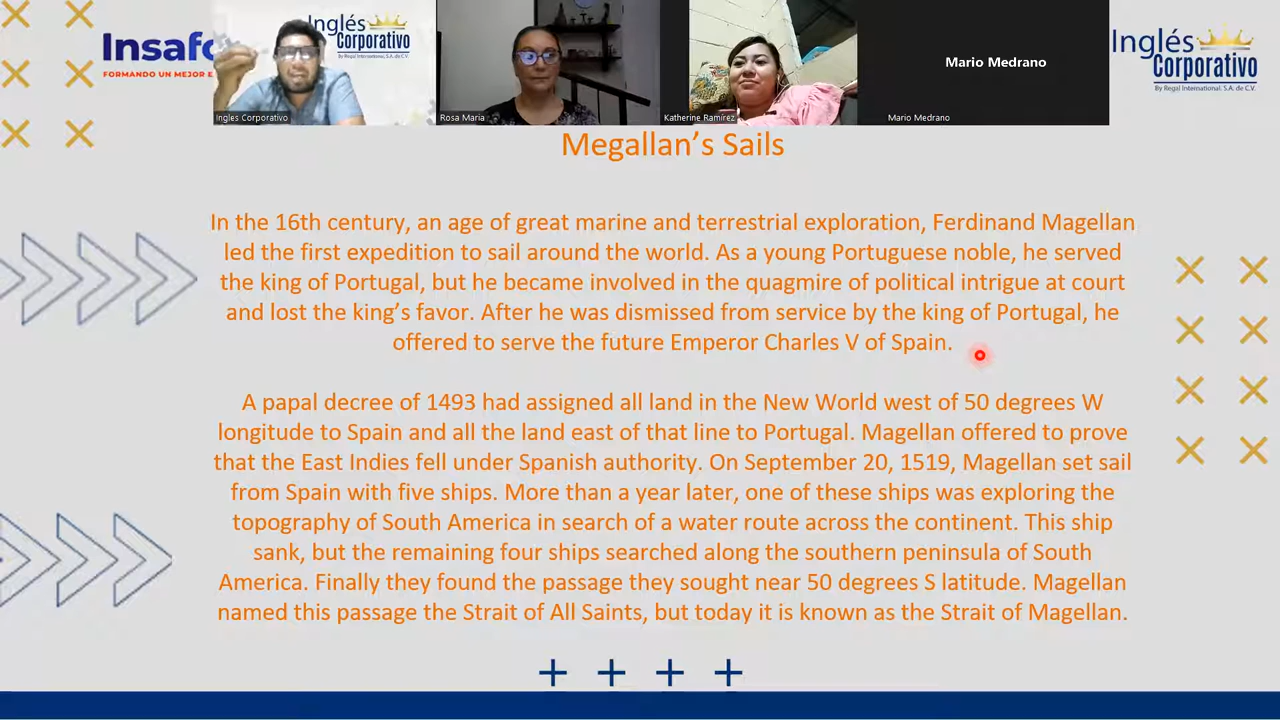 Insafo
FORMANDO UN MEJOR E
Inglés
Corporativo
By Regal International, S.A. de C.V.
Ingles Corporativo
Rosa Maria
Katherine Ramírez
Mario Medrano
Mario Medrano
Inglés
Corporativo
By Regal International, S.A. de C.V.
Megallan’s Sails
In the 16th century, an age of great marine and terrestrial exploration, Ferdinand Magellan
led the first expedition to sail around the world. As a young Portuguese noble, he served
the king of Portugal, but he became involved in the quagmire of political intrigue at court
and lost the king’s favor. After he was dismissed from service by the king of Portugal, he
offered to serve the future Emperor Charles V of Spain.
A papal decree of 1493 had assigned all land in the New World west of 50 degrees W
longitude to Spain and all the land east of that line to Portugal. Magellan offered to prove
that the East Indies fell under Spanish authority. On September 20, 1519, Magellan set sail
from Spain with five ships. More than a year later, one of these ships was exploring the
topography of South America in search of a water route across the continent. This ship
sank, but the remaining four ships searched along the southern peninsula of South
America. Finally they found the passage they sought near 50 degrees S latitude. Magellan
named this passage the Strait of All Saints, but today it is known as the Strait of Magellan.